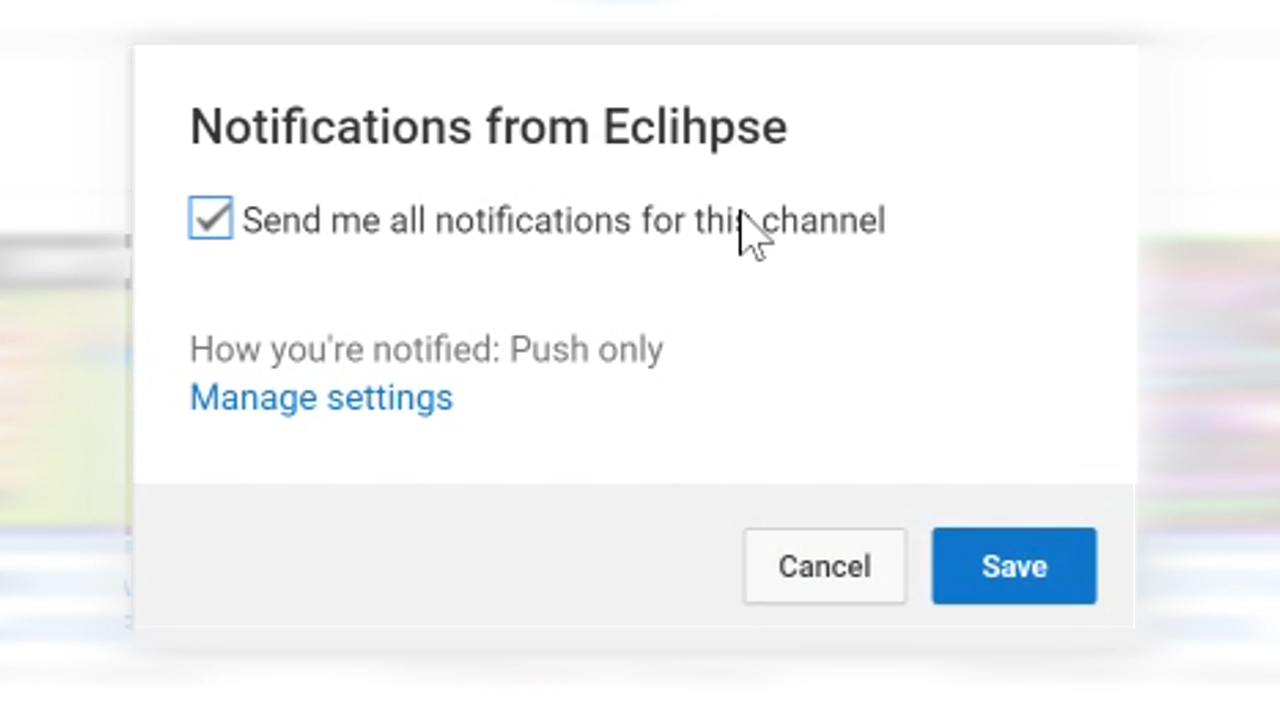 Notifications from Eclihpse
Send me all notifications for this channel
How you're notified: Push only
Manage settings
Cancel Save